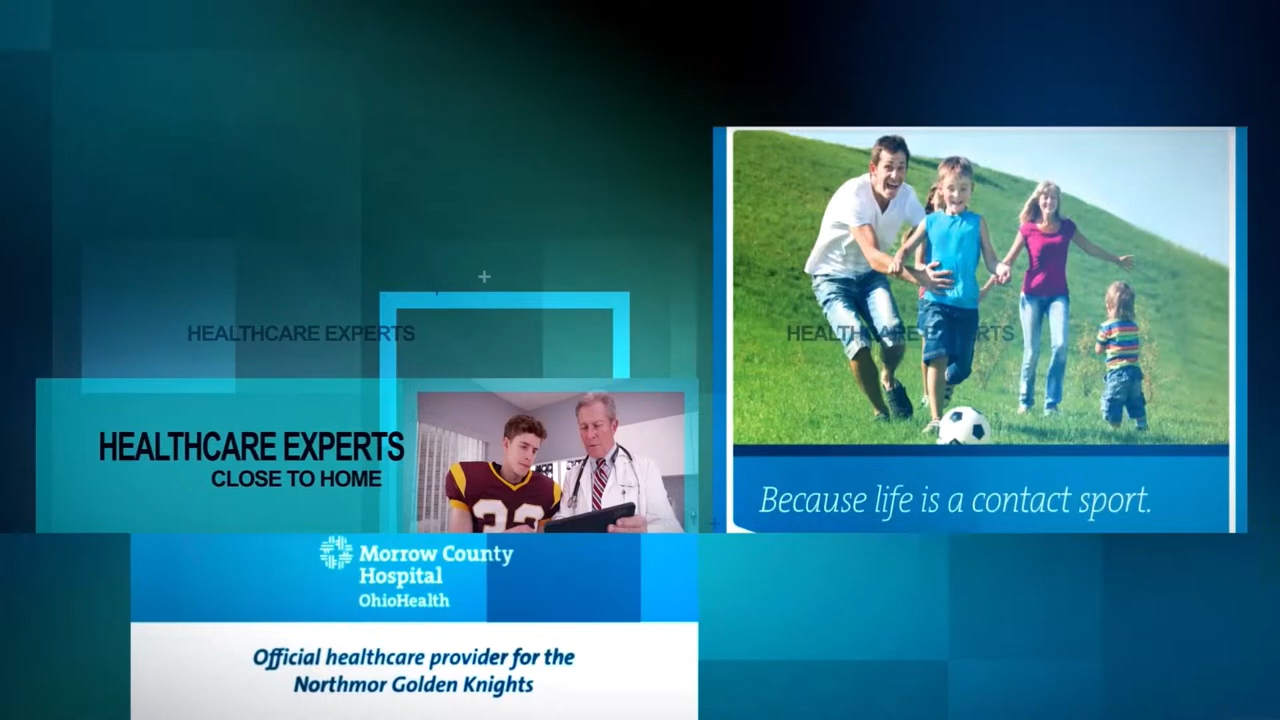 HEALTHCARE EXPERTS
HEALTHCARE EXPERTS
HEALTHCARE EXPERTS
CLOSE TO HOME
32
Because life is a contact sport.
Morrow County
Hospital
OhioHealth
Official healthcare provider for the
Northmor Golden Knights